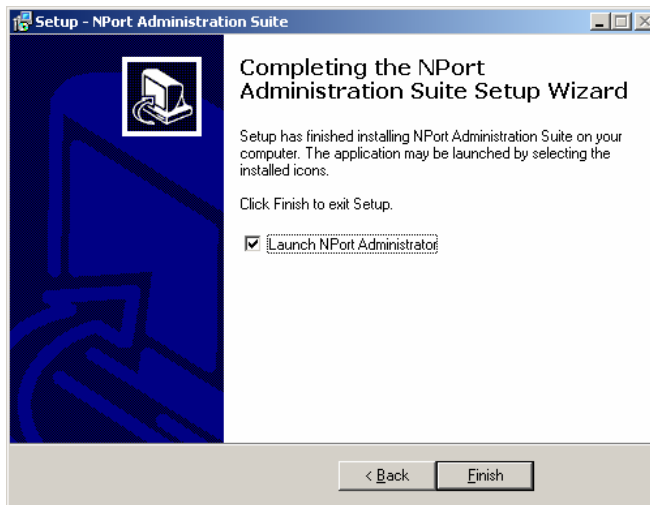 Setup - NPort Administration Suite
Completing the NPort
Administration Suite Setup Wizard
Setup has finished installing NPort Administration Suite on your
computer. The application may be launched by selecting the
installed icons.
Click Finish to exit Setup.
Launch NPort Administrator
< Back
Finish